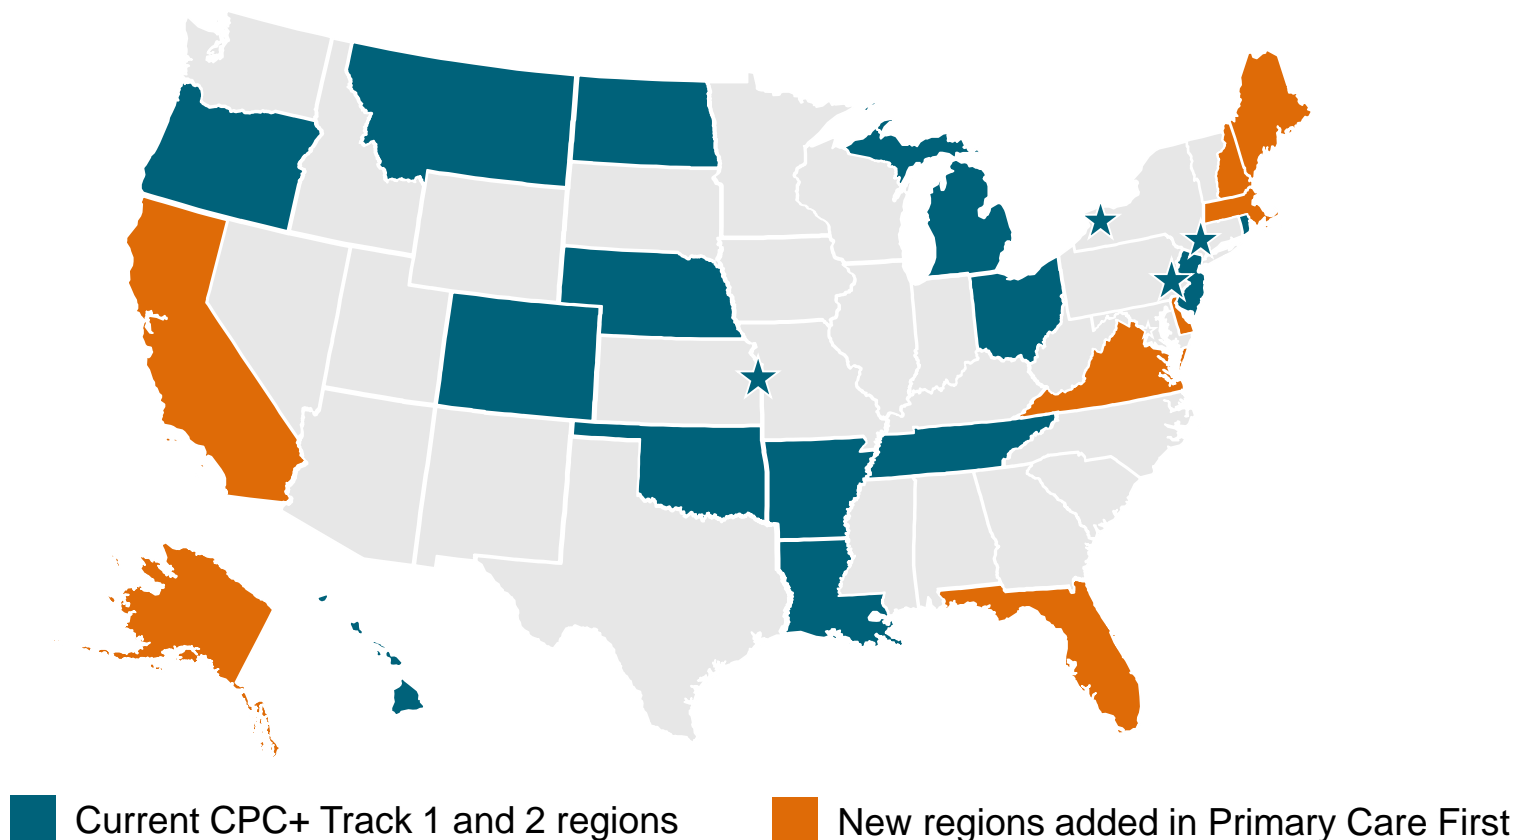 Current CPC+ Track 1 and 2 regions
New regions added in Primary Care First